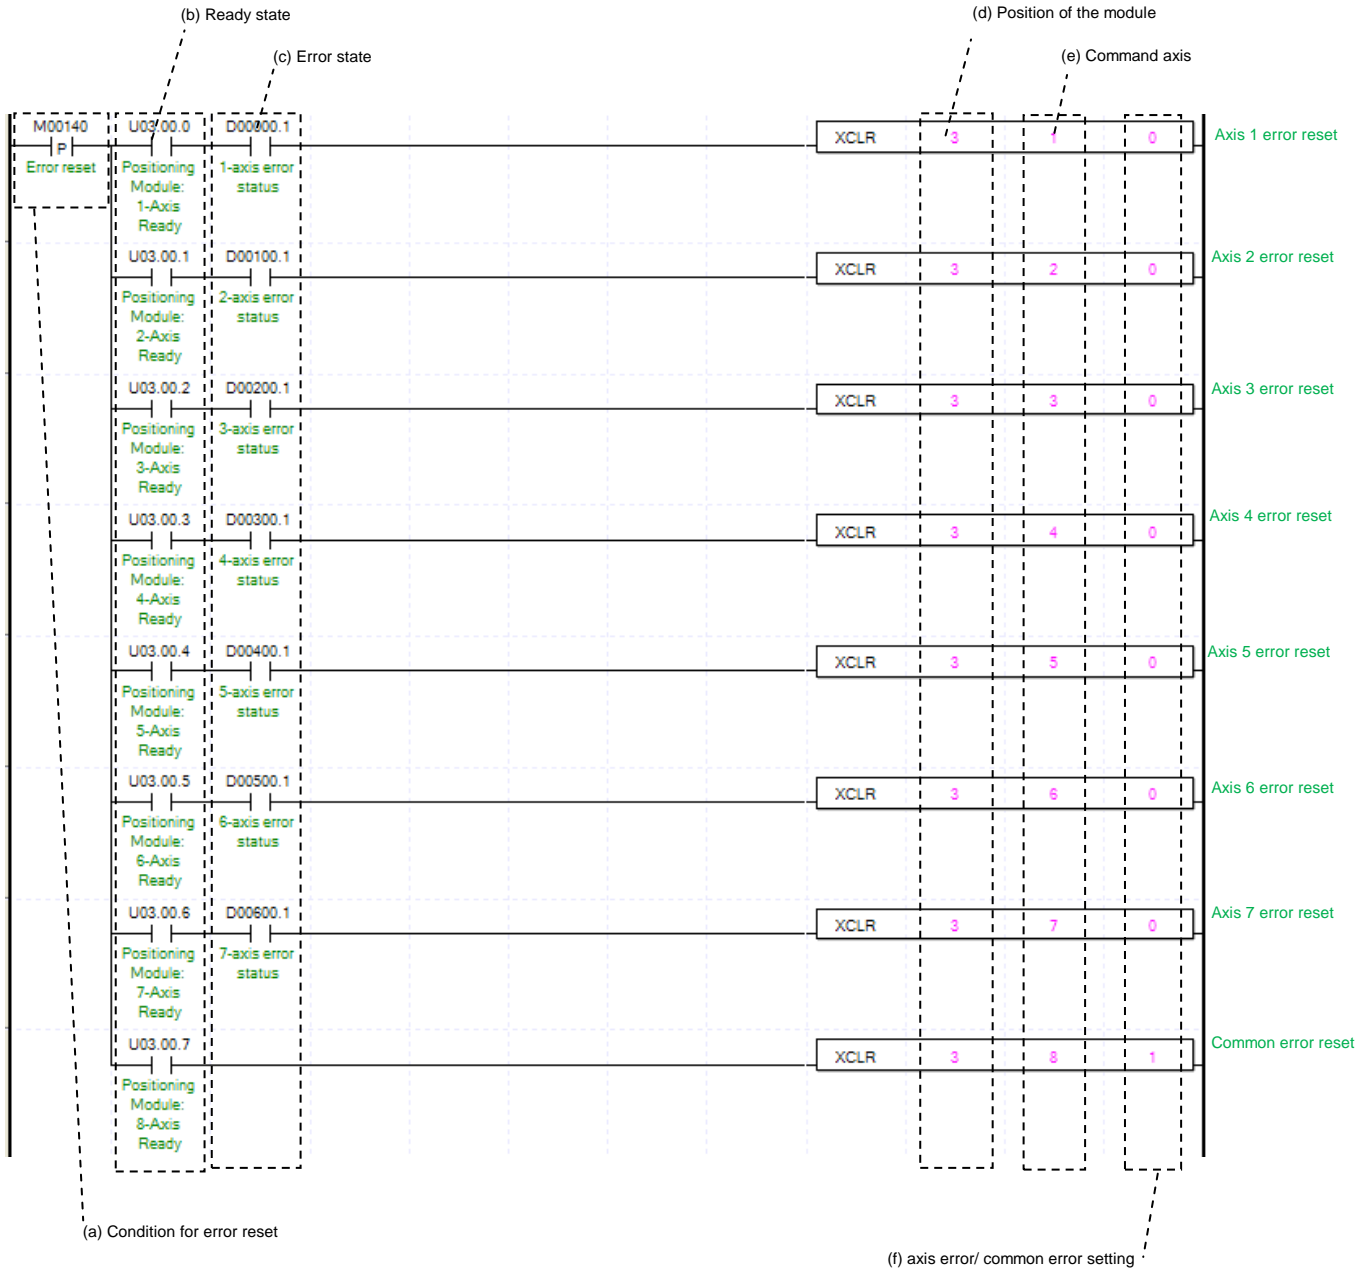 (b) Ready state
(d) Position of the module
(c) Error state
(e) Command axis
M00140
U03.00.0
D00000.1
P
XCLR 3 1 0
Axis 1 error reset
Error reset
Positioning
Module:
1-Axis
Ready
1-axis error
status
U03.00.1
D00100.1
XCLR 3 2 0
Axis 2 error reset
Positioning
Module:
2-Axis
Ready
2-axis error
status
U03.00.2
D00200.1
XCLR 3 3 0
Axis 3 error reset
Positioning
Module:
3-Axis
Ready
3-axis error
status
U03.00.3
D00300.1
XCLR 3 4 0
Axis 4 error reset
Positioning
Module:
4-Axis
Ready
4-axis error
status
U03.00.4
D00400.1
XCLR 3 5 0
Axis 5 error reset
Positioning
Module:
5-Axis
Ready
5-axis error
status
U03.00.5
D00500.1
XCLR 3 6 0
Axis 6 error reset
Positioning
Module:
6-Axis
Ready
6-axis error
status
U03.00.6
D00600.1
XCLR 3 7 0
Axis 7 error reset
Positioning
Module:
7-Axis
Ready
7-axis error
status
U03.00.7
XCLR 3 8 1
Common error reset
Positioning
Module:
8-Axis
Ready
(a) Condition for error reset
(f) axis error/ common error setting